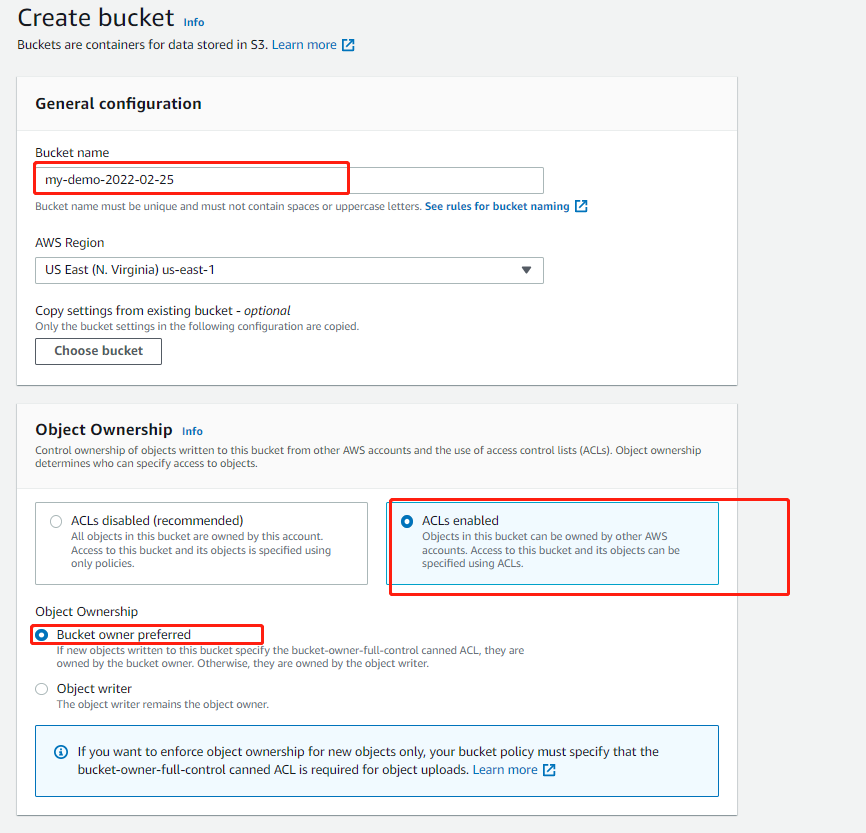 Create bucket Info
Buckets are containers for data stored in S3. Learn more
General configuration
Bucket name
my-demo-2022-02-25
Bucket name must be unique and must not contain spaces or uppercase letters. See rules for bucket naming
AWS Region
US East (N. Virginia) us-east-1
Copy settings from existing bucket - optional
Only the bucket settings in the following configuration are copied.
Choose bucket
Object Ownership Info
Control ownership of objects written to this bucket from other AWS accounts and the use of access control lists (ACLs). Object ownership
determines who can specify access to objects.
ACLs disabled (recommended)
All objects in this bucket are owned by this account.
Access to this bucket and its objects is specified using
only policies.
ACLs enabled
Objects in this bucket can be owned by other AWS
accounts. Access to this bucket and its objects can be
specified using ACLs.
Object Ownership
Bucket owner preferred
If new objects written to this bucket specify the bucket-owner-full-control canned ACL, they are
owned by the bucket owner. Otherwise, they are owned by the object writer.
Object writer
The object writer remains the object owner.
If you want to enforce object ownership for new objects only, your bucket policy must specify that the
bucket-owner-full-control canned ACL is required for object uploads. Learn more